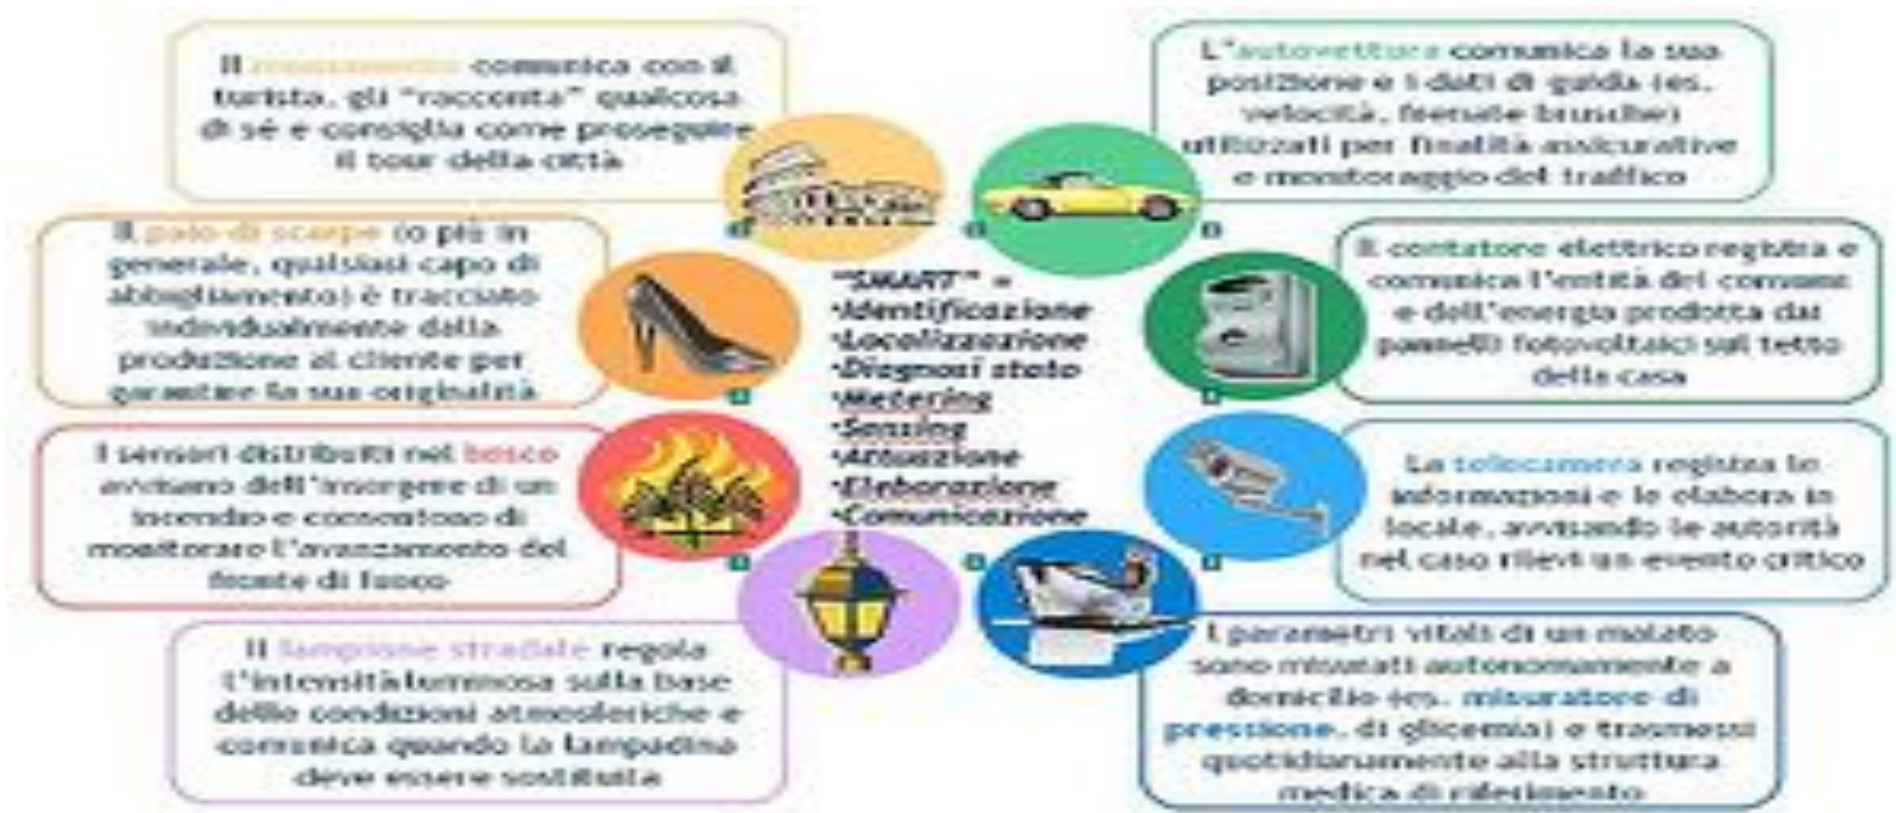 Il monumento comunica con il
turista, gli "racconta" qualcosa
di sé e consiglia come proseguire
il tour della città
L'autovettura comunica la sua
posizione e i dati di guida (es.
velocità, frenate brusche)
utilizzati per finalità assicurative
e monitoraggio del traffico
Il paio di scarpe (o più in
generale, qualsiasi capo di
abbigliamento) è tracciato
individualmente dalla
produzione al cliente per
garantire la sua originalità
Il contatore elettrico registra e
comunica l'entità dei consumi
e dell'energia prodotta dai
pannelli fotovoltaici sul tetto
della casa
"SMART" =
•Identificazione
•Localizzazione
•Diagnosi stato
•Metering
•Sensing
•Attuazione
•Elaborazione
•Comunicazione
I sensori distribuiti nel bosco
avvisano dell'insorgere di un
incendio e consentono di
monitorare l'avanzamento del
fronte di fuoco
La telecamera registra le
informazioni e le elabora in
locale, avvisando le autorità
nel caso rilevi un evento critico
Il lampione stradale regola
l'intensità luminosa sulla base
delle condizioni atmosferiche e
comunica quando la lampadina
deve essere sostituita
I parametri vitali di un malato
sono misurati autonomamente a
domicilio (es. misuratore di
pressione, di glicemia) e trasmessi
quotidianamente alla struttura
medica di riferimento